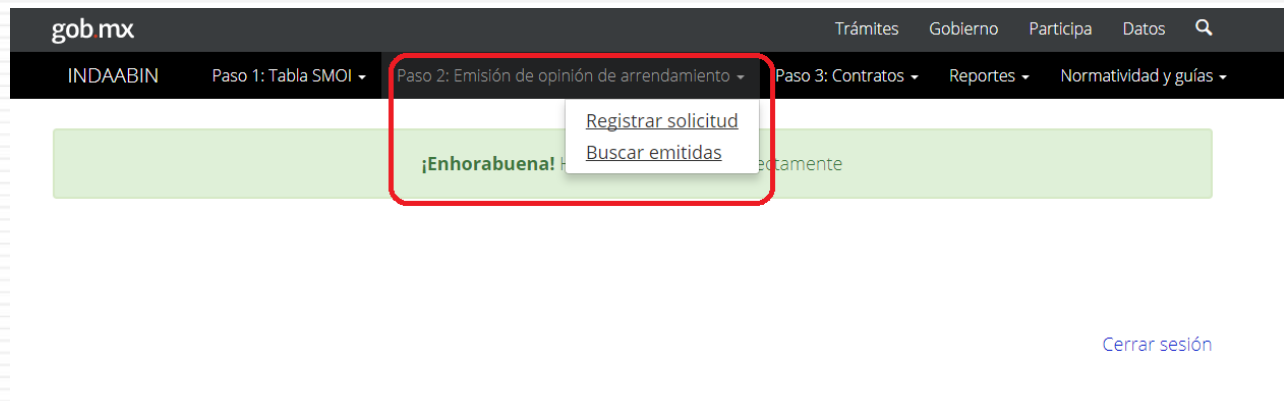 gob.mx Trámites Gobierno Participa Datos
INDAABIN Paso 1: Tabla SMOI Paso 2: Emisión de opinión de arrendamiento Paso 3: Contratos Reportes Normatividad y guías
Registrar solicitud
Buscar emitidas
¡Enhorabuena!
Cerrar sesión